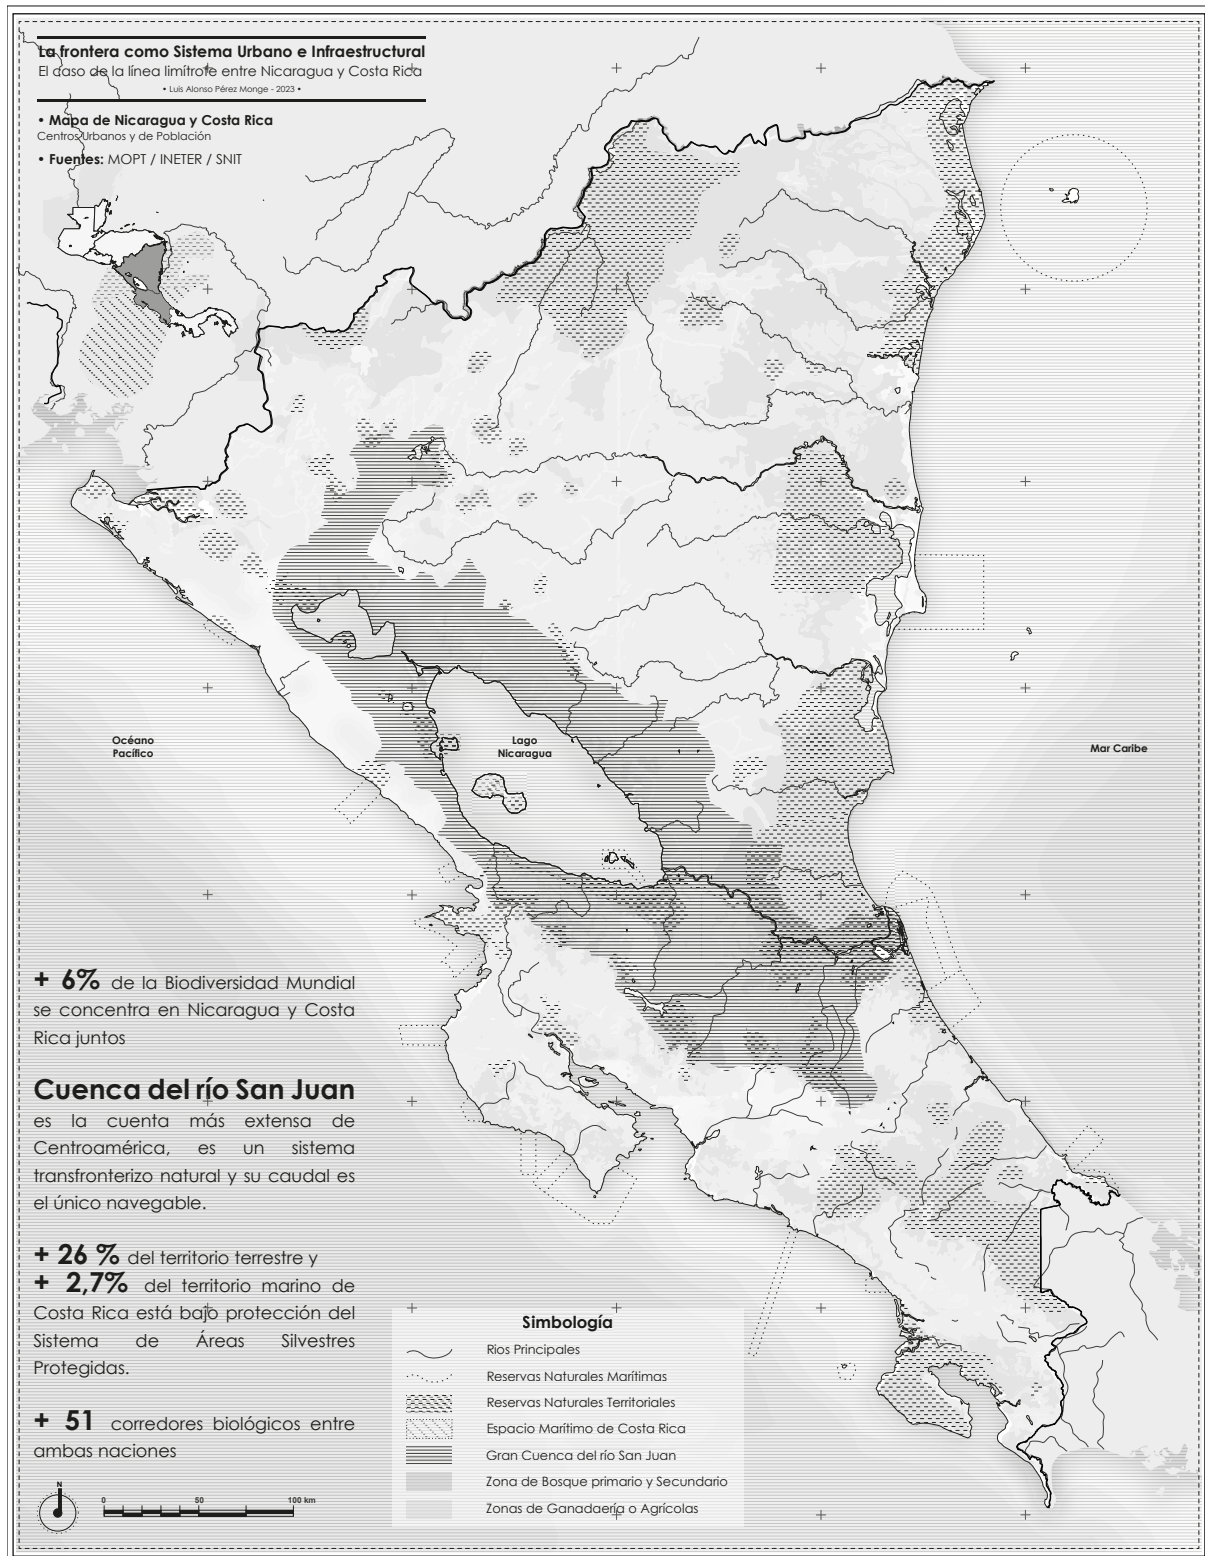 La frontera como Sistema Urbano e Infraestructural
El caso de la línea limítrofe entre Nicaragua y Costa Rica
• Luis Alonso Pérez Monge - 2023 •
• Mapa de Nicaragua y Costa Rica
Centros Urbanos y de Población
• Fuentes: MOPT / INETER / SNIT
Océano
Pacífico
Lago
Nicaragua
Mar Caribe
+ 6% de la Biodiversidad Mundial
se concentra en Nicaragua y Costa
Rica juntos
Cuenca del río San Juan
es la cuenta más extensa de
Centroamérica, es un sistema
transfronterizo natural y su caudal es
el único navegable.
+ 26 % del territorio terrestre y
+ 2,7% del territorio marino de
Costa Rica está bajo protección del
Sistema de Áreas Silvestres
Protegidas.
+ 51 corredores biológicos entre
ambas naciones
N
0 50 100 km
Simbología
Rios Principales
Reservas Naturales Marítimas
Reservas Naturales Territoriales
Espacio Marítimo de Costa Rica
Gran Cuenca del río San Juan
Zona de Bosque primario y Secundario
Zonas de Ganadaería o Agrícolas